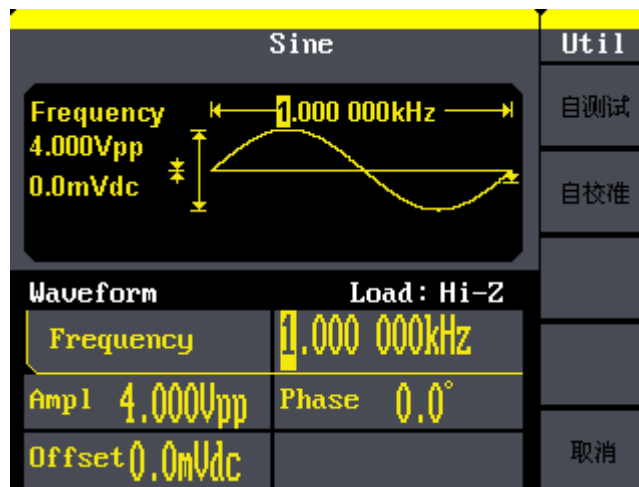 Sine
Util
Frequency
1.000 000kHz
4.000Vpp
0.0mVdc
自测试
自校准
Waveform
Load: Hi-Z
Frequency
1.000 000kHz
Ampl 4.000Vpp
Phase 0.0°
Offset 0.0mVdc
取消